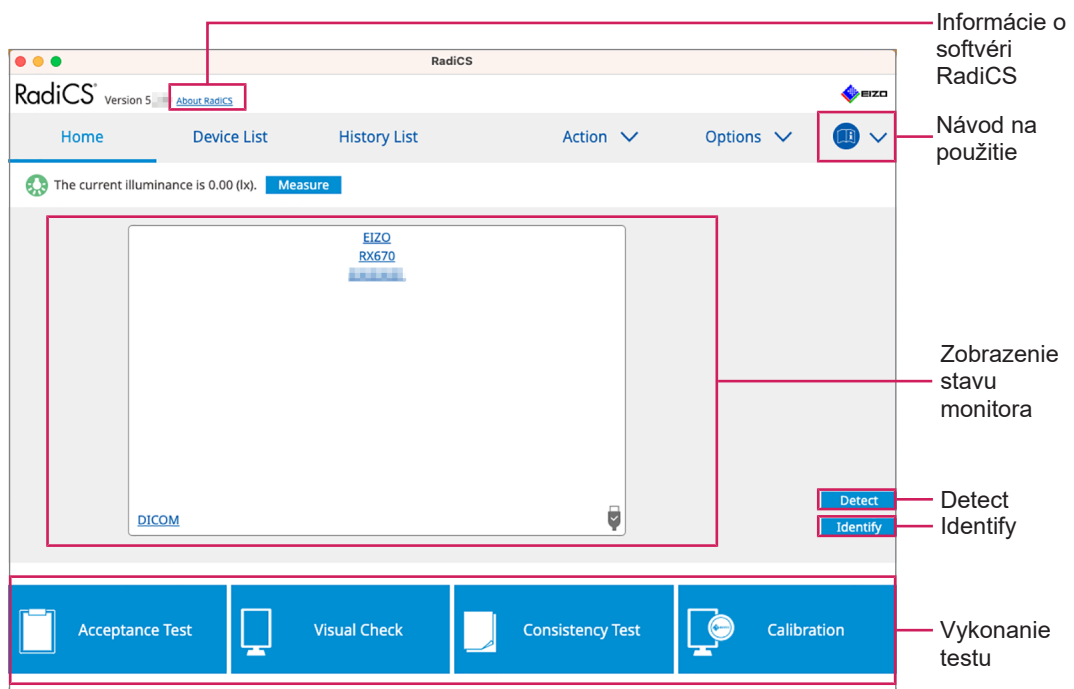 Informácie o
softvéri
RadiCS
RadiCS
RadiCS® Version 5 About RadiCS
EIZO
Home Device List History List Action Options
Návod na
použitie
The current illuminance is 0.00 (lx). Measure
EIZO
RX670
Zobrazenie
stavu
monitora
DICOM
Detect Detect
Identify Identify
Acceptance Test Visual Check Consistency Test Calibration
Vykonanie
testu